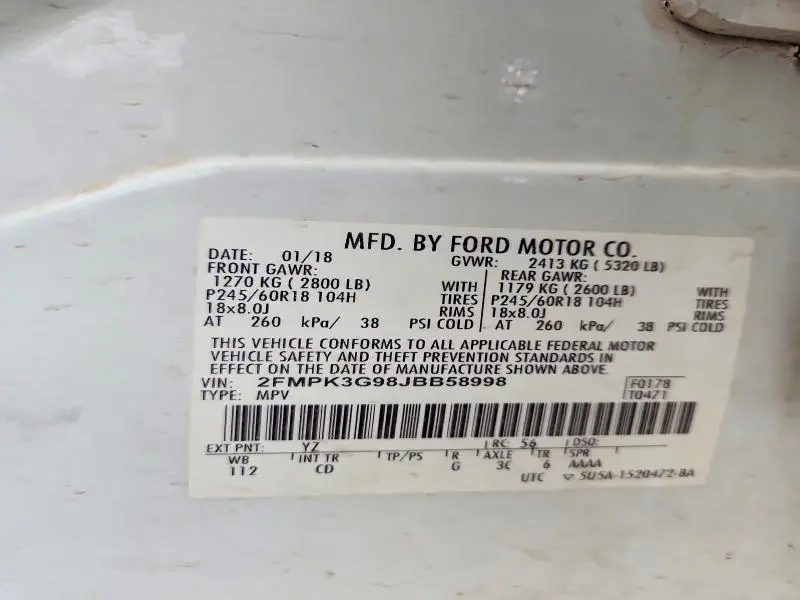 MFD. BY FORD MOTOR CO.
DATE: 01/18 GVWR: 2413 KG ( 5320 LB)
FRONT GAWR: REAR GAWR:
1270 KG ( 2800 LB) WITH 1179 KG ( 2600 LB) WITH
P245/60R18 104H TIRES P245/60R18 104H TIRES
18x8.0J RIMS 18x8.0J RIMS
AT 260 kPa/ 38 PSI COLD AT 260 kPa/ 38 PSI COLD
THIS VEHICLE CONFORMS TO ALL APPLICABLE FEDERAL MOTOR
VEHICLE SAFETY AND THEFT PREVENTION STANDARDS IN
EFFECT ON THE DATE OF MANUFACTURE SHOWN ABOVE.
VIN: 2FMPK3G98JBB58998 F0178
TYPE: MPV T0471
EXT PNT: YZ RC: 56 DSO:
WB INT TR TP/PS R AXLE TR SPR
112 CD G 3C 6 AAAA
UTC 5U5A-1520472-BA